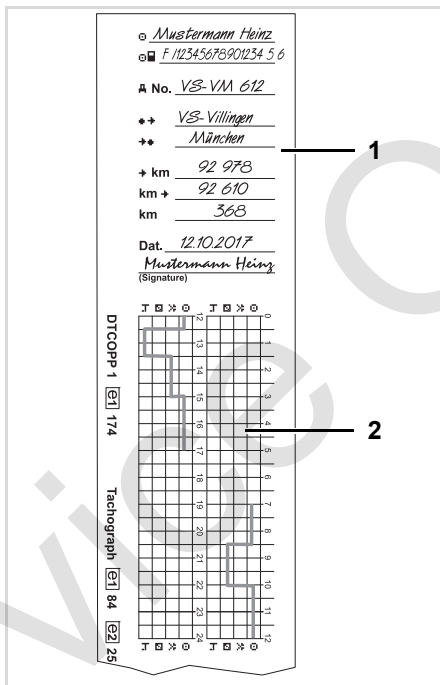 Mustermann Heinz
F /12345678901234 5 6
No. VS-VM 612
VS-Villingen
München
km 92 978
km 92 610
km 368
Dat. 12.10.2017
Mustermann Heinz
(Signature)
1
2
12 13 14 15 16 17 18 19 20 21 22 23 24
0 1 2 3 4 5 6 7 8 9 10 11 12
DTCOPP 1 e1 174
Tachograph e1 84 e2 25
vice